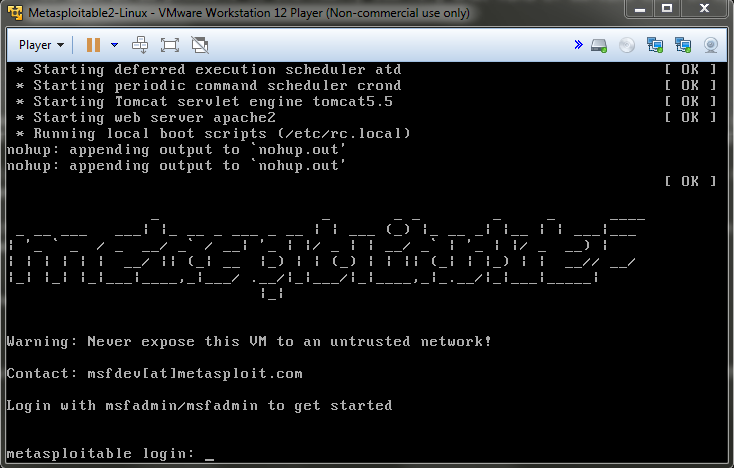 Metasploitable2-Linux - VMware Workstation 12 Player (Non-commercial use only)
Player
* Starting deferred execution scheduler atd [ OK ]
* Starting periodic command scheduler crond [ OK ]
* Starting Tomcat servlet engine tomcat5.5 [ OK ]
* Starting web server apache2 [ OK ]
* Running local boot scripts (/etc/rc.local)
nohup: appending output to `nohup.out'
nohup: appending output to `nohup.out'
[ OK ]
metasploitable2
Warning: Never expose this VM to an untrusted network!
Contact: msfdev[at]metasploit.com
Login with msfadmin/msfadmin to get started
metasploitable login: _